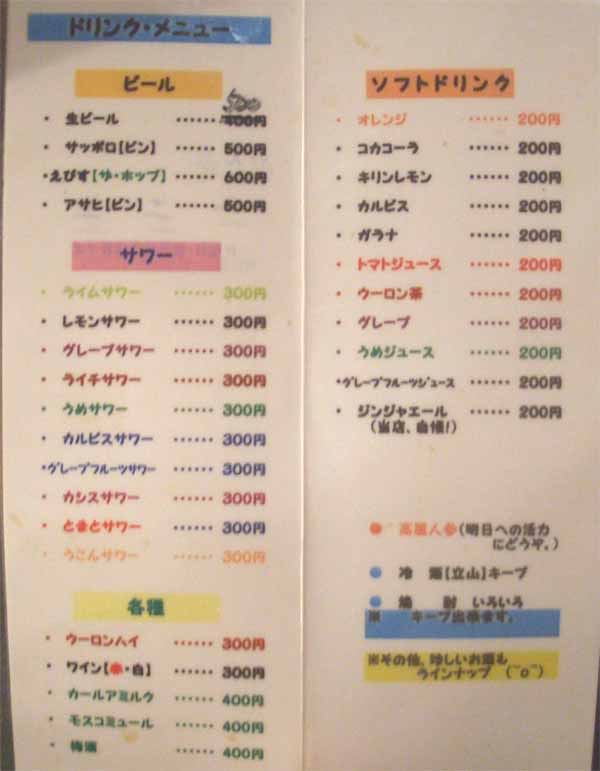 ドリンク・メニュー
ビール
・ 生ビール ‥‥‥ 400円 500
・ サッポロ【ビン】 ‥‥‥ 500円
・えびす【ザ・ホップ】 ‥‥‥ 600円
・ アサヒ【ビン】 ‥‥‥ 500円
サワー
・ ライムサワー ‥‥‥ 300円
・ レモンサワー ‥‥‥ 300円
・ グレープサワー ‥‥‥ 300円
・ ライチサワー ‥‥‥ 300円
・ うめサワー ‥‥‥ 300円
・ カルピスサワー ‥‥‥ 300円
・グレープフルーツサワー ‥‥‥ 300円
・ カシスサワー ‥‥‥ 300円
・ とまとサワー ‥‥‥ 300円
・ うこんサワー ‥‥‥ 300円
各種
・ ウーロンハイ ‥‥‥ 300円
・ ワイン【赤・白】 ‥‥‥ 300円
・ カールアミルク ‥‥‥ 400円
・ モスコミュール ‥‥‥ 400円
・ 梅酒 ‥‥‥ 400円
ソフトドリンク
・ オレンジ ‥‥‥ 200円
・ コカコーラ ‥‥‥ 200円
・ キリンレモン ‥‥‥ 200円
・ カルピス ‥‥‥ 200円
・ ガラナ ‥‥‥ 200円
・ トマトジュース ‥‥‥ 200円
・ ウーロン茶 ‥‥‥ 200円
・ グレープ ‥‥‥ 200円
・ うめジュース ‥‥‥ 200円
・グレープフルーツジュース ‥‥‥ 200円
・ ジンジャエール ‥‥‥ 200円
（当店、自慢！）
● 高麗人参（明日への活力
にどうぞ。）
● 冷 酒【立山】キープ
● 焼 酎 いろいろ
※ キープ出来ます。
※その他、珍しいお酒も
ラインナップ （￣o￣）